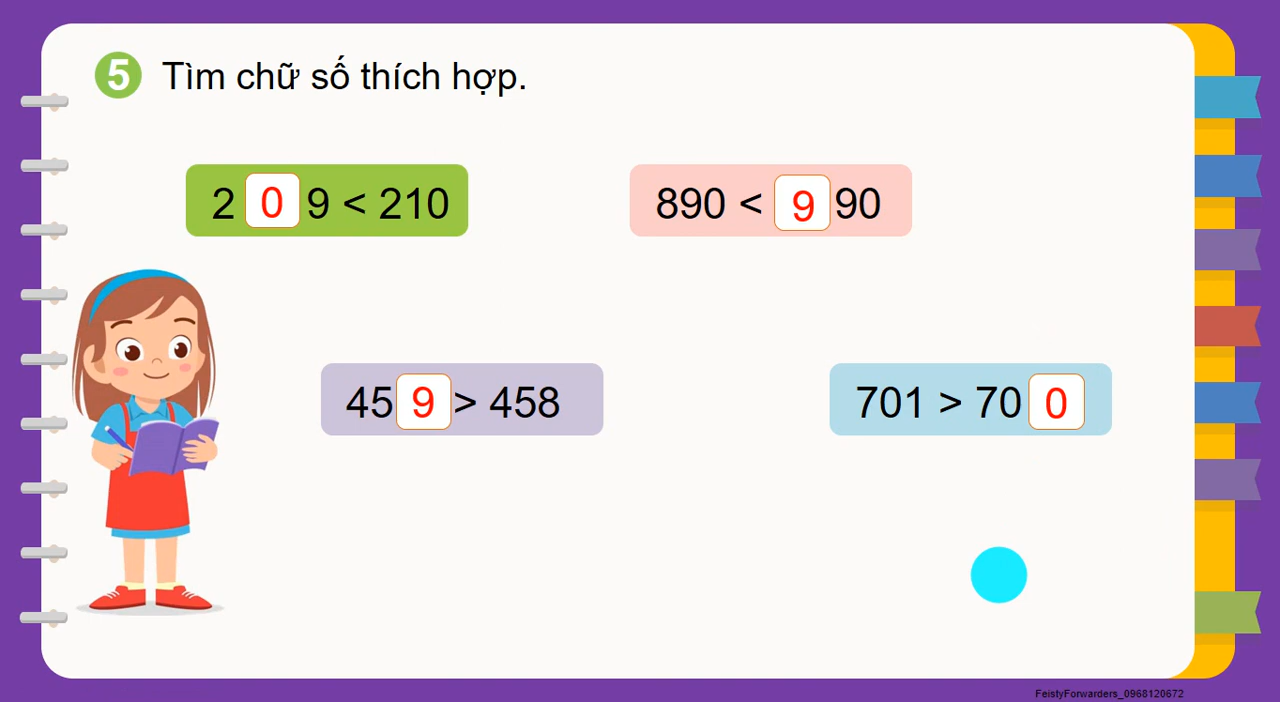 5 Tìm chữ số thích hợp.
2 0 9 < 210
890 < 9 90
45 9 > 458
701 > 70 0
FeistyForwarders_0968120672